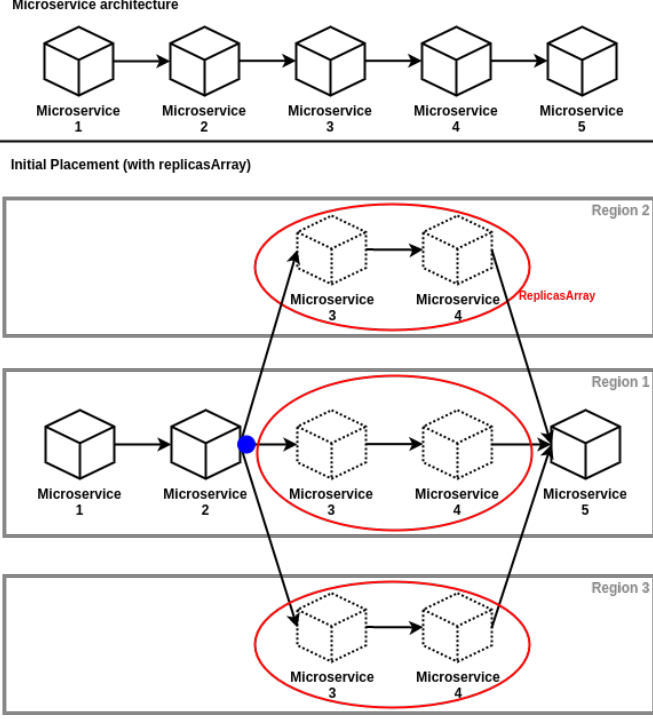 Microservice architecture
Microservice Microservice Microservice Microservice Microservice
1 2 3 4 5
Initial Placement (with replicasArray)
Region 2
Microservice Microservice
3 4
ReplicasArray
Region 1
Microservice Microservice Microservice Microservice Microservice
1 2 3 4 5
Region 3
Microservice Microservice
3 4